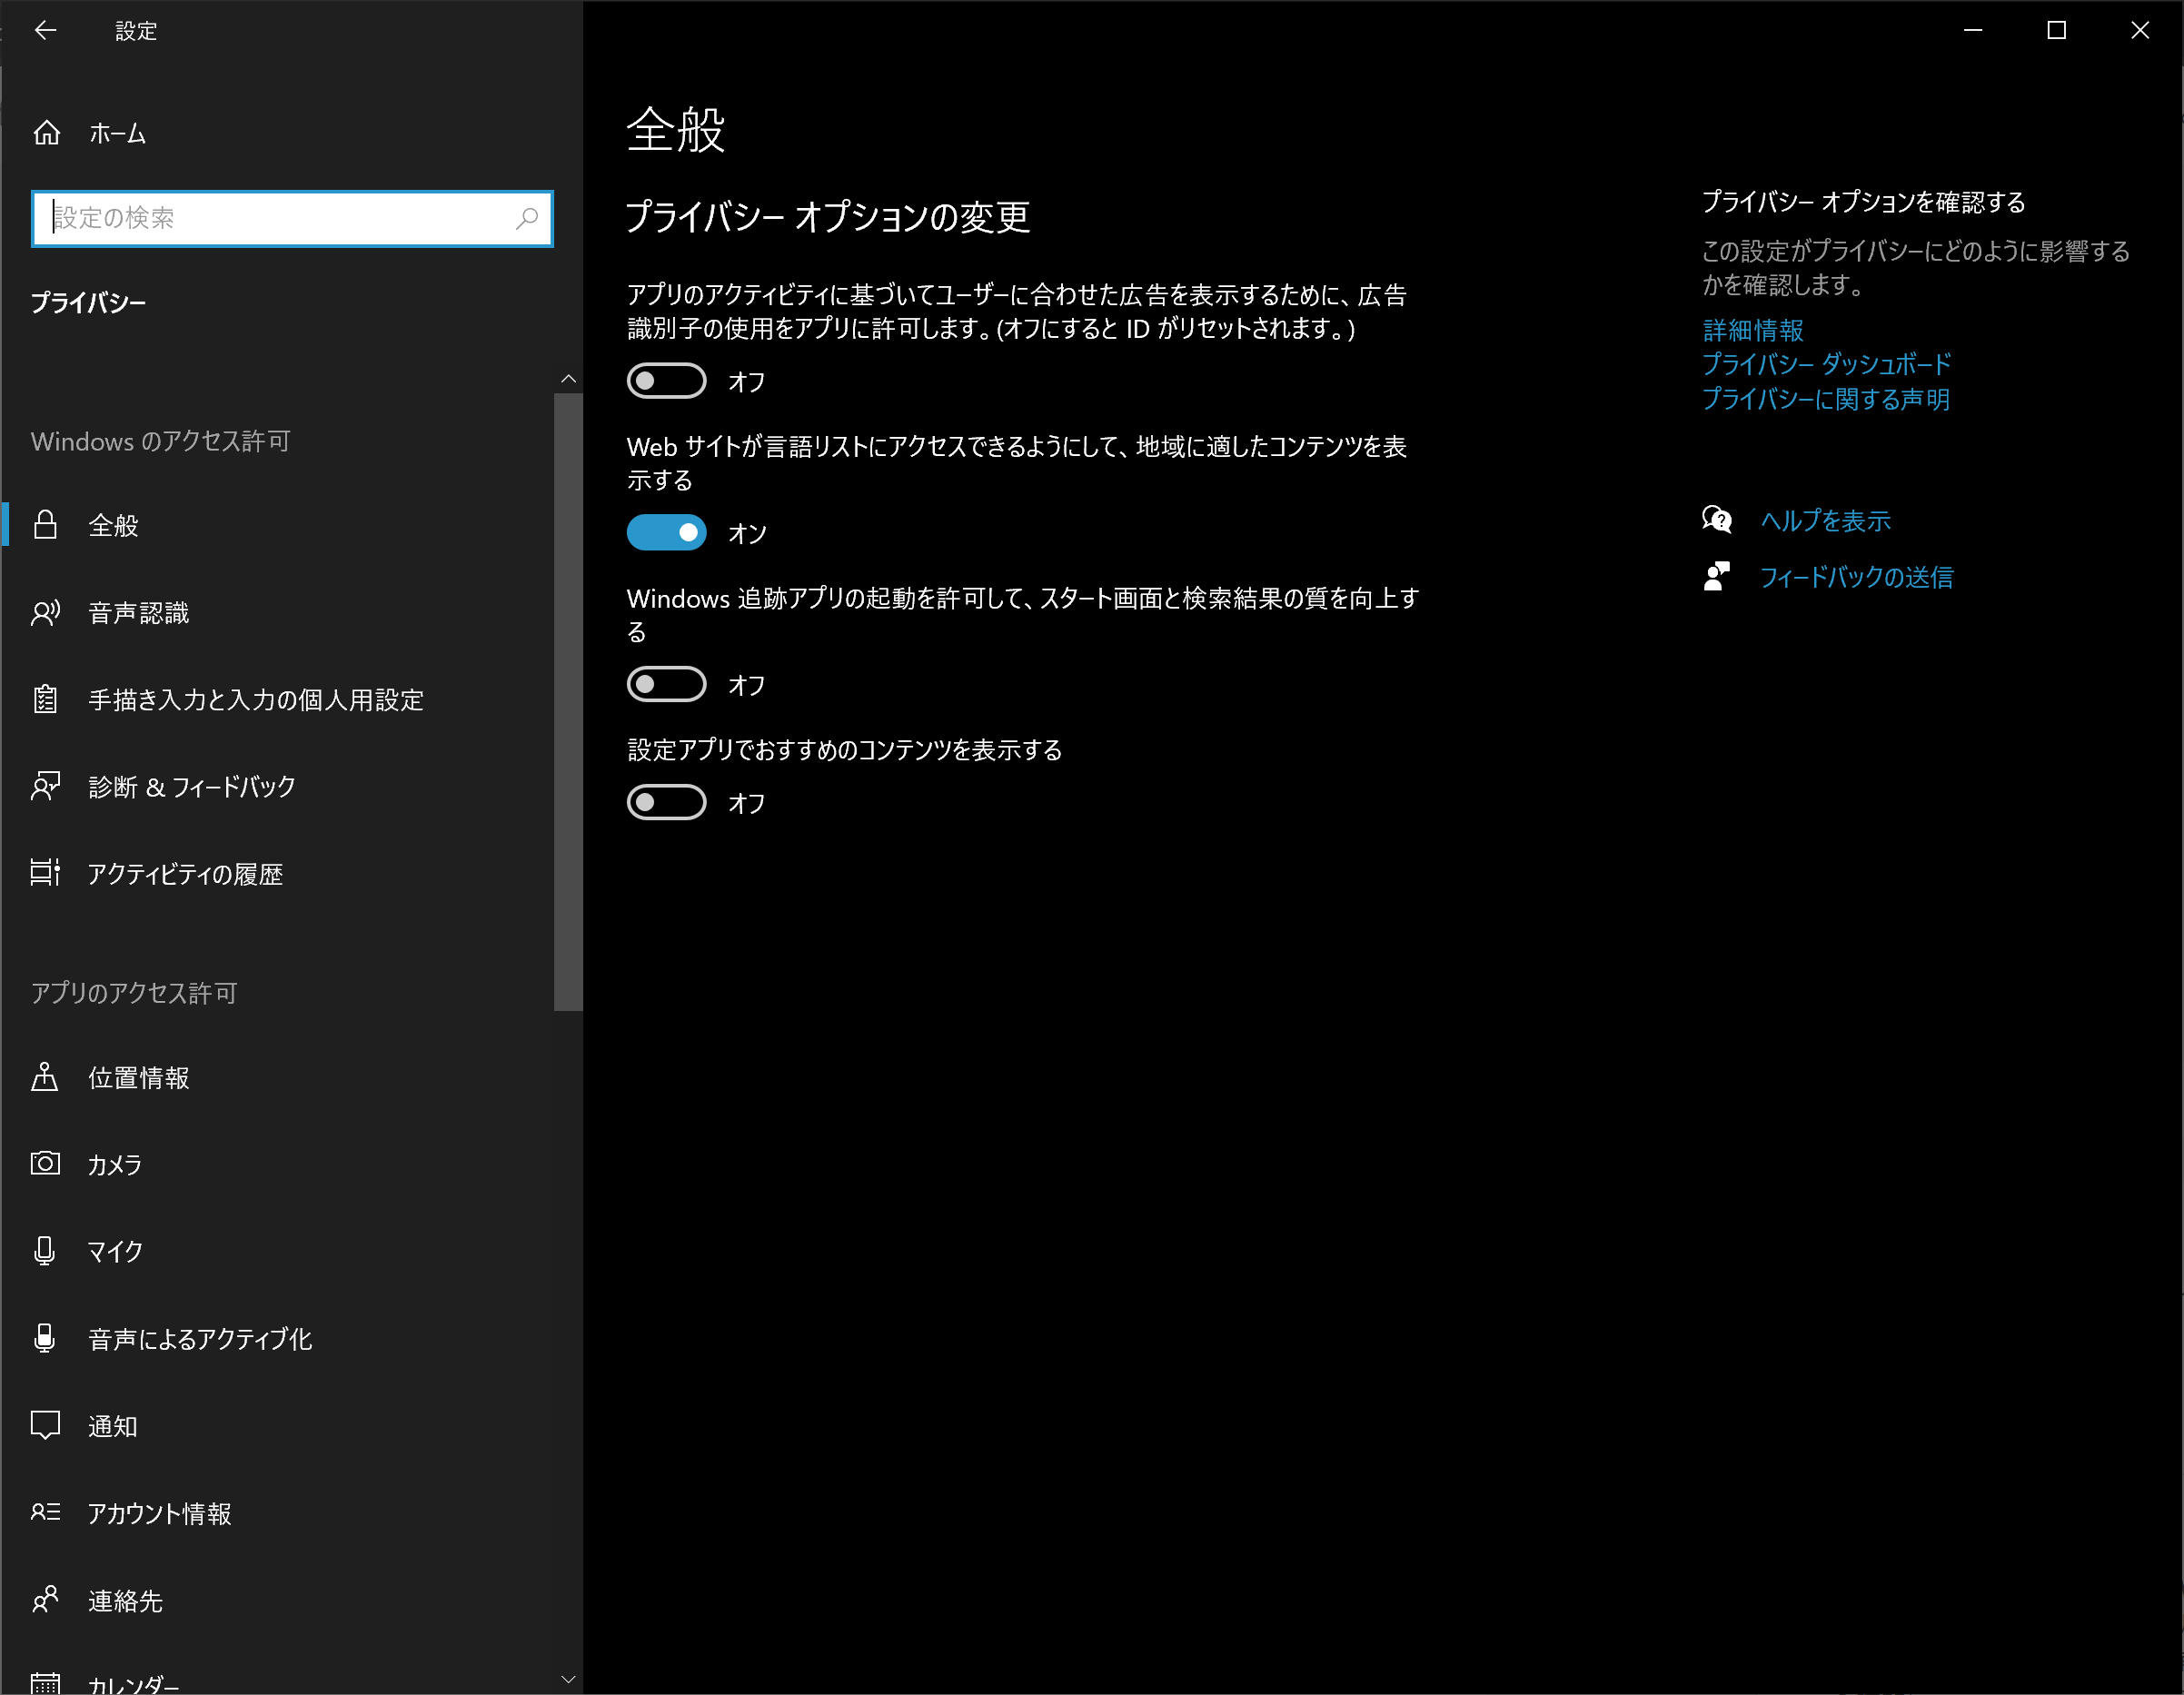 設定
ホーム
設定の検索
プライバシー
Windows のアクセス許可
全般
音声認識
手描き入力と入力の個人用設定
診断 & フィードバック
アクティビティの履歴
アプリのアクセス許可
位置情報
カメラ
マイク
音声によるアクティブ化
通知
アカウント情報
連絡先
カレンダー
全般
プライバシー オプションの変更
アプリのアクティビティに基づいてユーザーに合わせた広告を表示するために、広告
識別子の使用をアプリに許可します。(オフにすると ID がリセットされます。)
オフ
Web サイトが言語リストにアクセスできるようにして、地域に適したコンテンツを表
示する
オン
Windows 追跡アプリの起動を許可して、スタート画面と検索結果の質を向上す
る
オフ
設定アプリでおすすめのコンテンツを表示する
オフ
プライバシー オプションを確認する
この設定がプライバシーにどのように影響する
かを確認します。
詳細情報
プライバシー ダッシュボード
プライバシーに関する声明
ヘルプを表示
フィードバックの送信